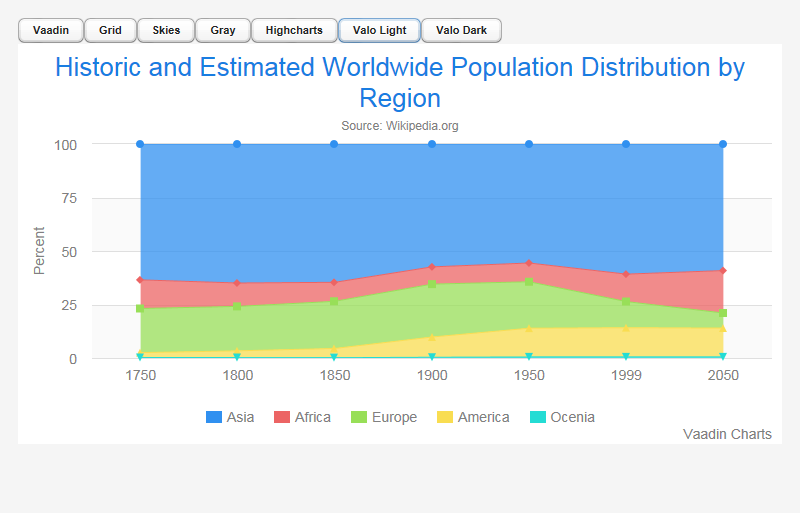 Vaadin Grid Skies Gray Highcharts Valo Light Valo Dark
Historic and Estimated Worldwide Population Distribution by
Region
Source: Wikipedia.org
100
75
50
25
0
Percent
1750 1800 1850 1900 1950 1999 2050
Asia Africa Europe America Ocenia
Vaadin Charts